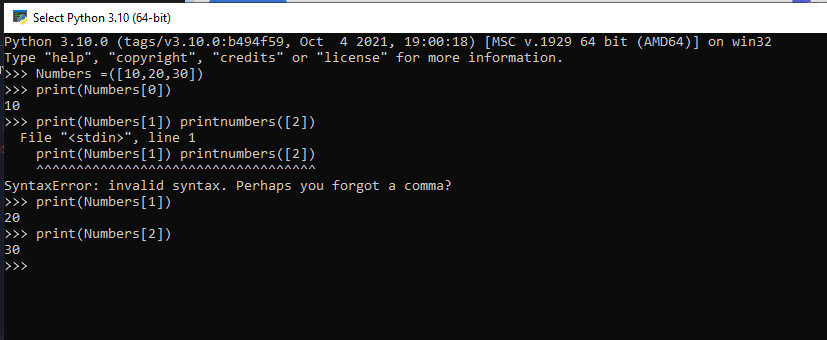 Select Python 3.10 (64-bit)
Python 3.10.0 (tags/v3.10.0:b494f59, Oct  4 2021, 19:00:18) [MSC v.1929 64 bit (AMD64)] on win32
Type "help", "copyright", "credits" or "license" for more information.
>>> Numbers =([10,20,30])
>>> print(Numbers[0])
10
>>> print(Numbers[1]) printnumbers([2])
  File "<stdin>", line 1
    print(Numbers[1]) printnumbers([2])
    ^^^^^^^^^^^^^^^^^^^^^^^^^^^^^^^^^^^
SyntaxError: invalid syntax. Perhaps you forgot a comma?
>>> print(Numbers[1])
20
>>> print(Numbers[2])
30
>>>